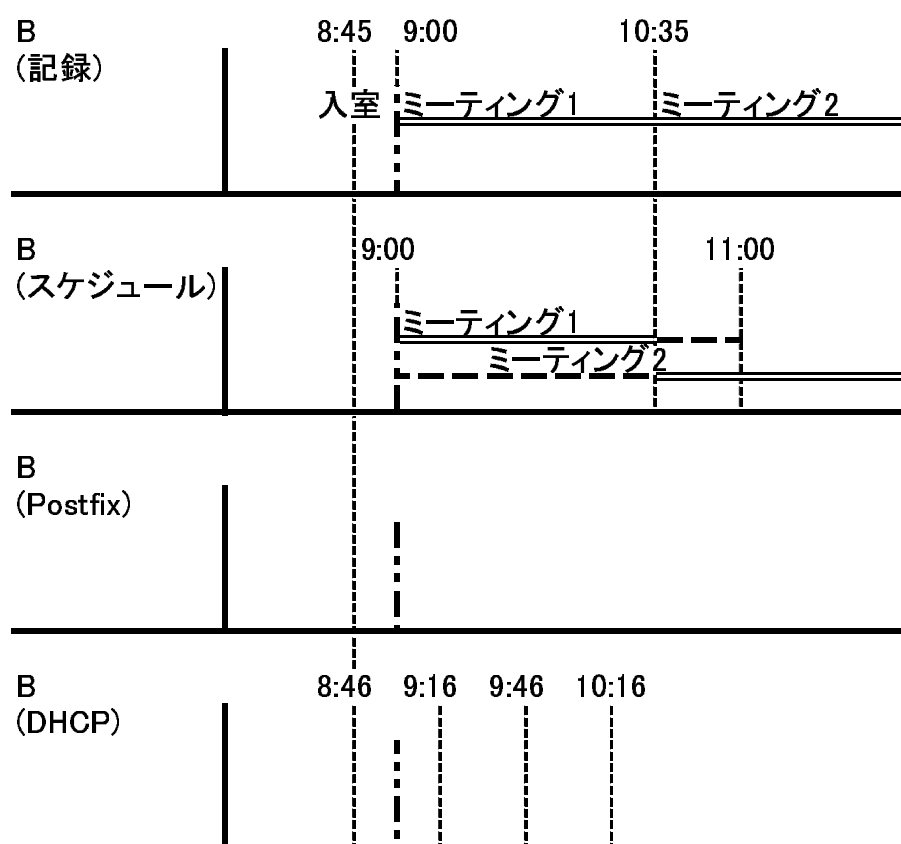 B
(記録)
8:45 9:00 10:35
入室 ミーティング1 ミーティング2
B
(スケジュール)
9:00 11:00
ミーティング1
ミーティング2
B
(Postfix)
B
(DHCP)
8:46 9:16 9:46 10:16